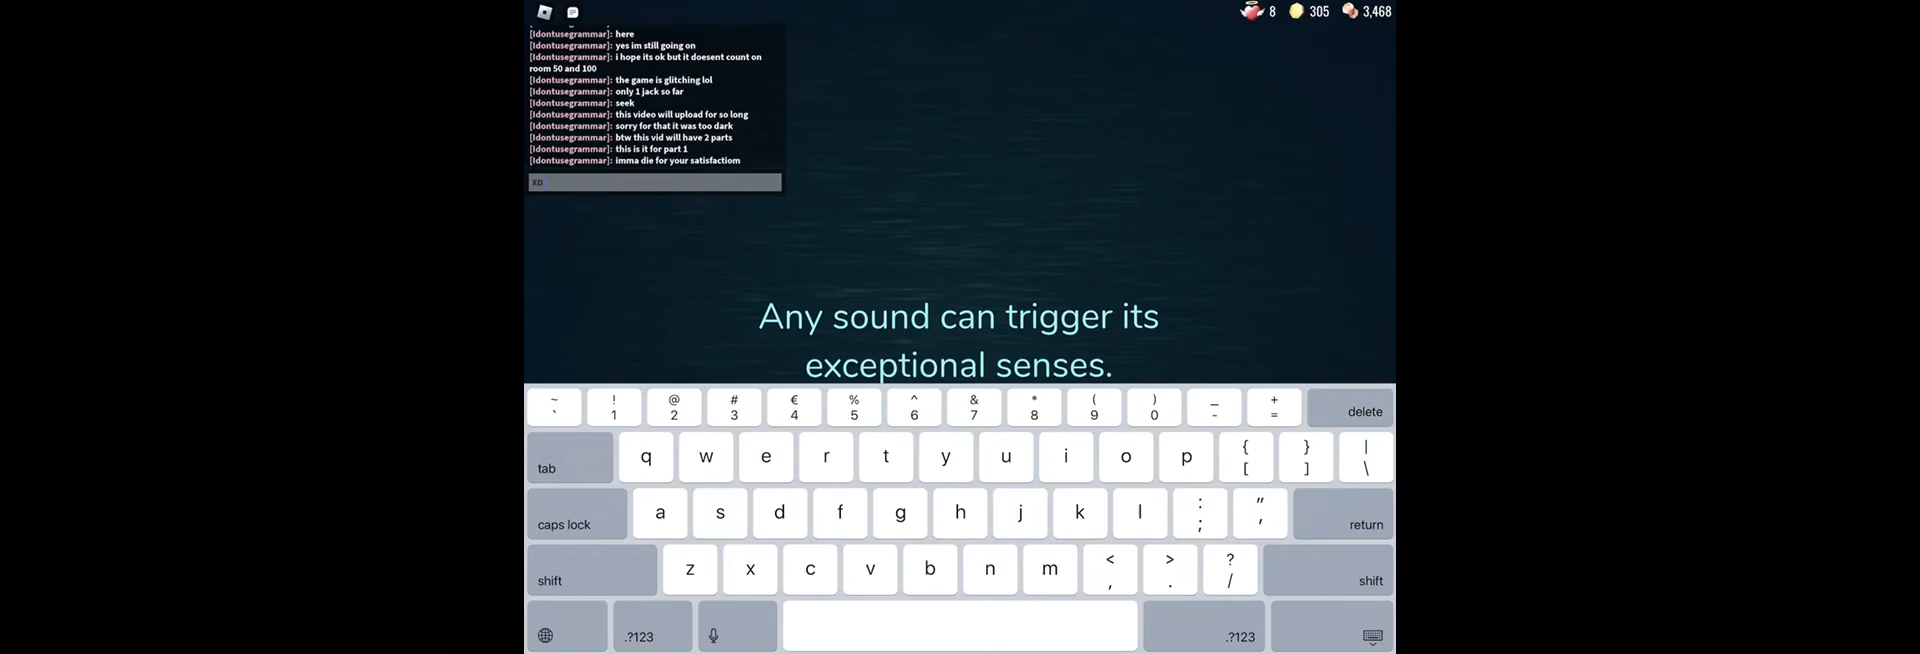 8 305 3,468
[Idontusegrammar]: here
[Idontusegrammar]: yes im still going on
[Idontusegrammar]: i hope its ok but it doesent count on
room 50 and 100
[Idontusegrammar]: the game is glitching lol
[Idontusegrammar]: only 1 jack so far
[Idontusegrammar]: seek
[Idontusegrammar]: this video will upload for so long
[Idontusegrammar]: sorry for that it was too dark
[Idontusegrammar]: btw this vid will have 2 parts
[Idontusegrammar]: this is it for part 1
[Idontusegrammar]: imma die for your satisfactiom
XD
Any sound can trigger its
exceptional senses.
~ ! @ # € % ^ & * ( ) _ +
` 1 2 3 4 5 6 7 8 9 0 - = delete
tab q w e r t y u i o p { [ } ] | \
caps lock a s d f g h j k l : ; " ' return
shift z x c v b n m < , > . ? / shift
.?123 .?123